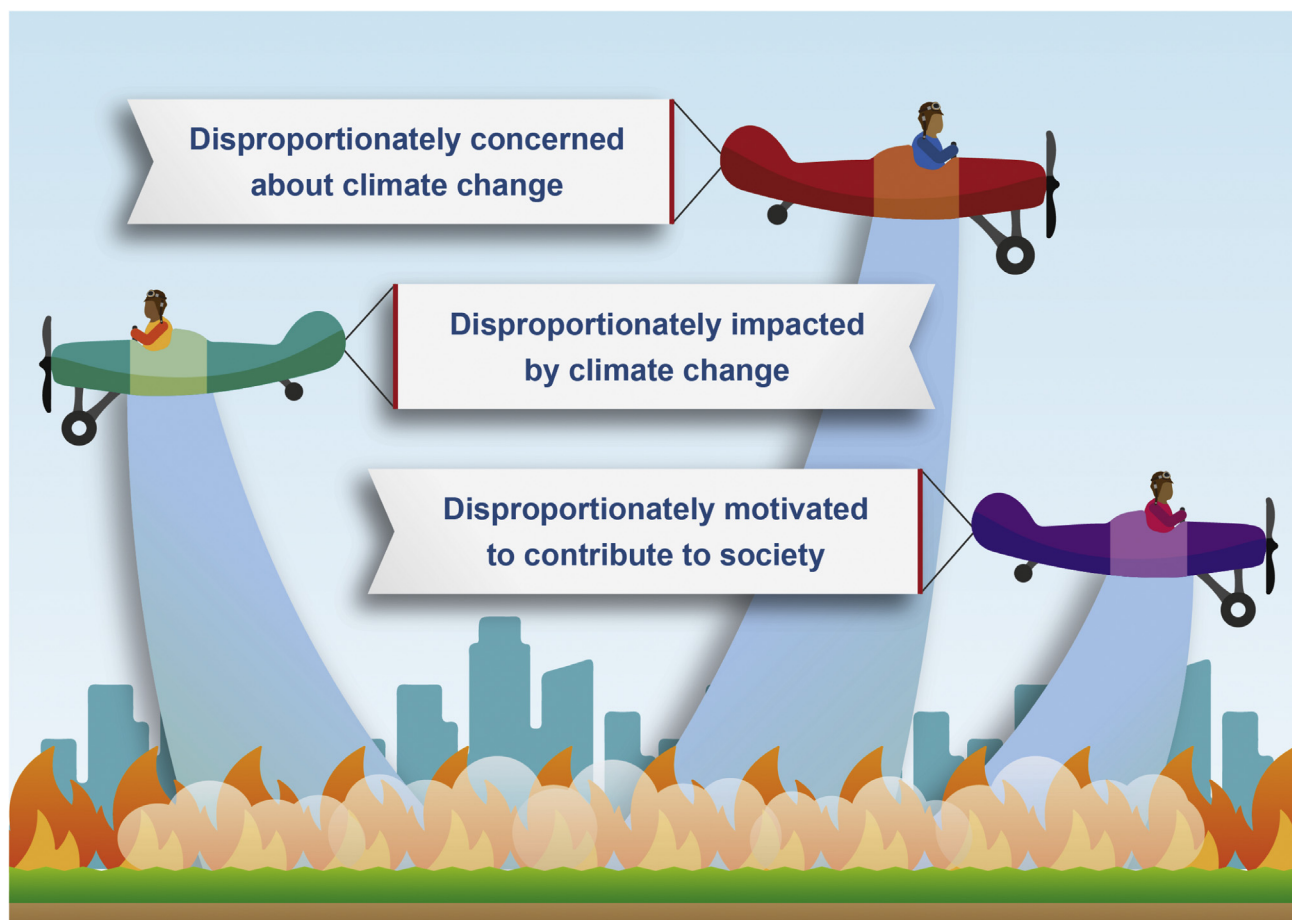 Disproportionately concerned
about climate change
Disproportionately impacted
by climate change
Disproportionately motivated
to contribute to society